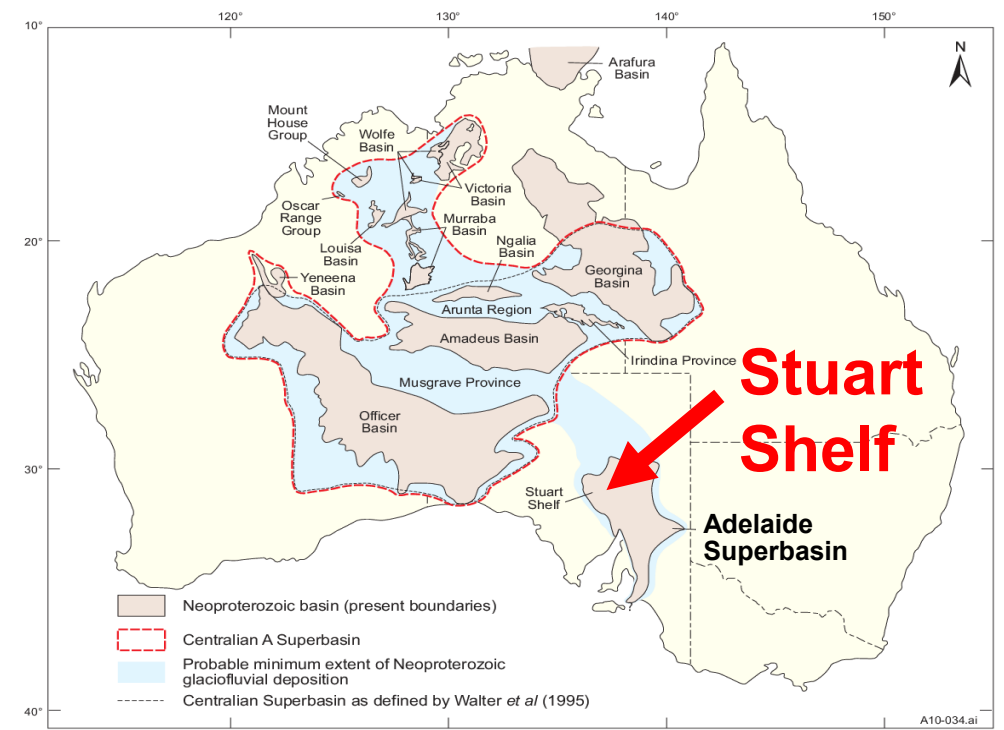 120°
130°
140°
150°
10°
N
Arafura
Basin
Mount
House
Group
Wolfe
Basin
Victoria
Basin
Oscar
Range
Group
Murraba
Basin
Louisa
Basin
Ngalia
Basin
20°
Yeneena
Basin
Georgina
Basin
Arunta Region
Amadeus Basin
Irindina Province
Musgrave Province
Stuart
Shelf
Officer
Basin
30°
Stuart
Shelf
Adelaide
Superbasin
Neoproterozoic basin (present boundaries)
Centralian A Superbasin
Probable minimum extent of Neoproterozoic
glaciofluvial deposition
Centralian Superbasin as defined by Walter et al (1995)
40°
A10-034.ai